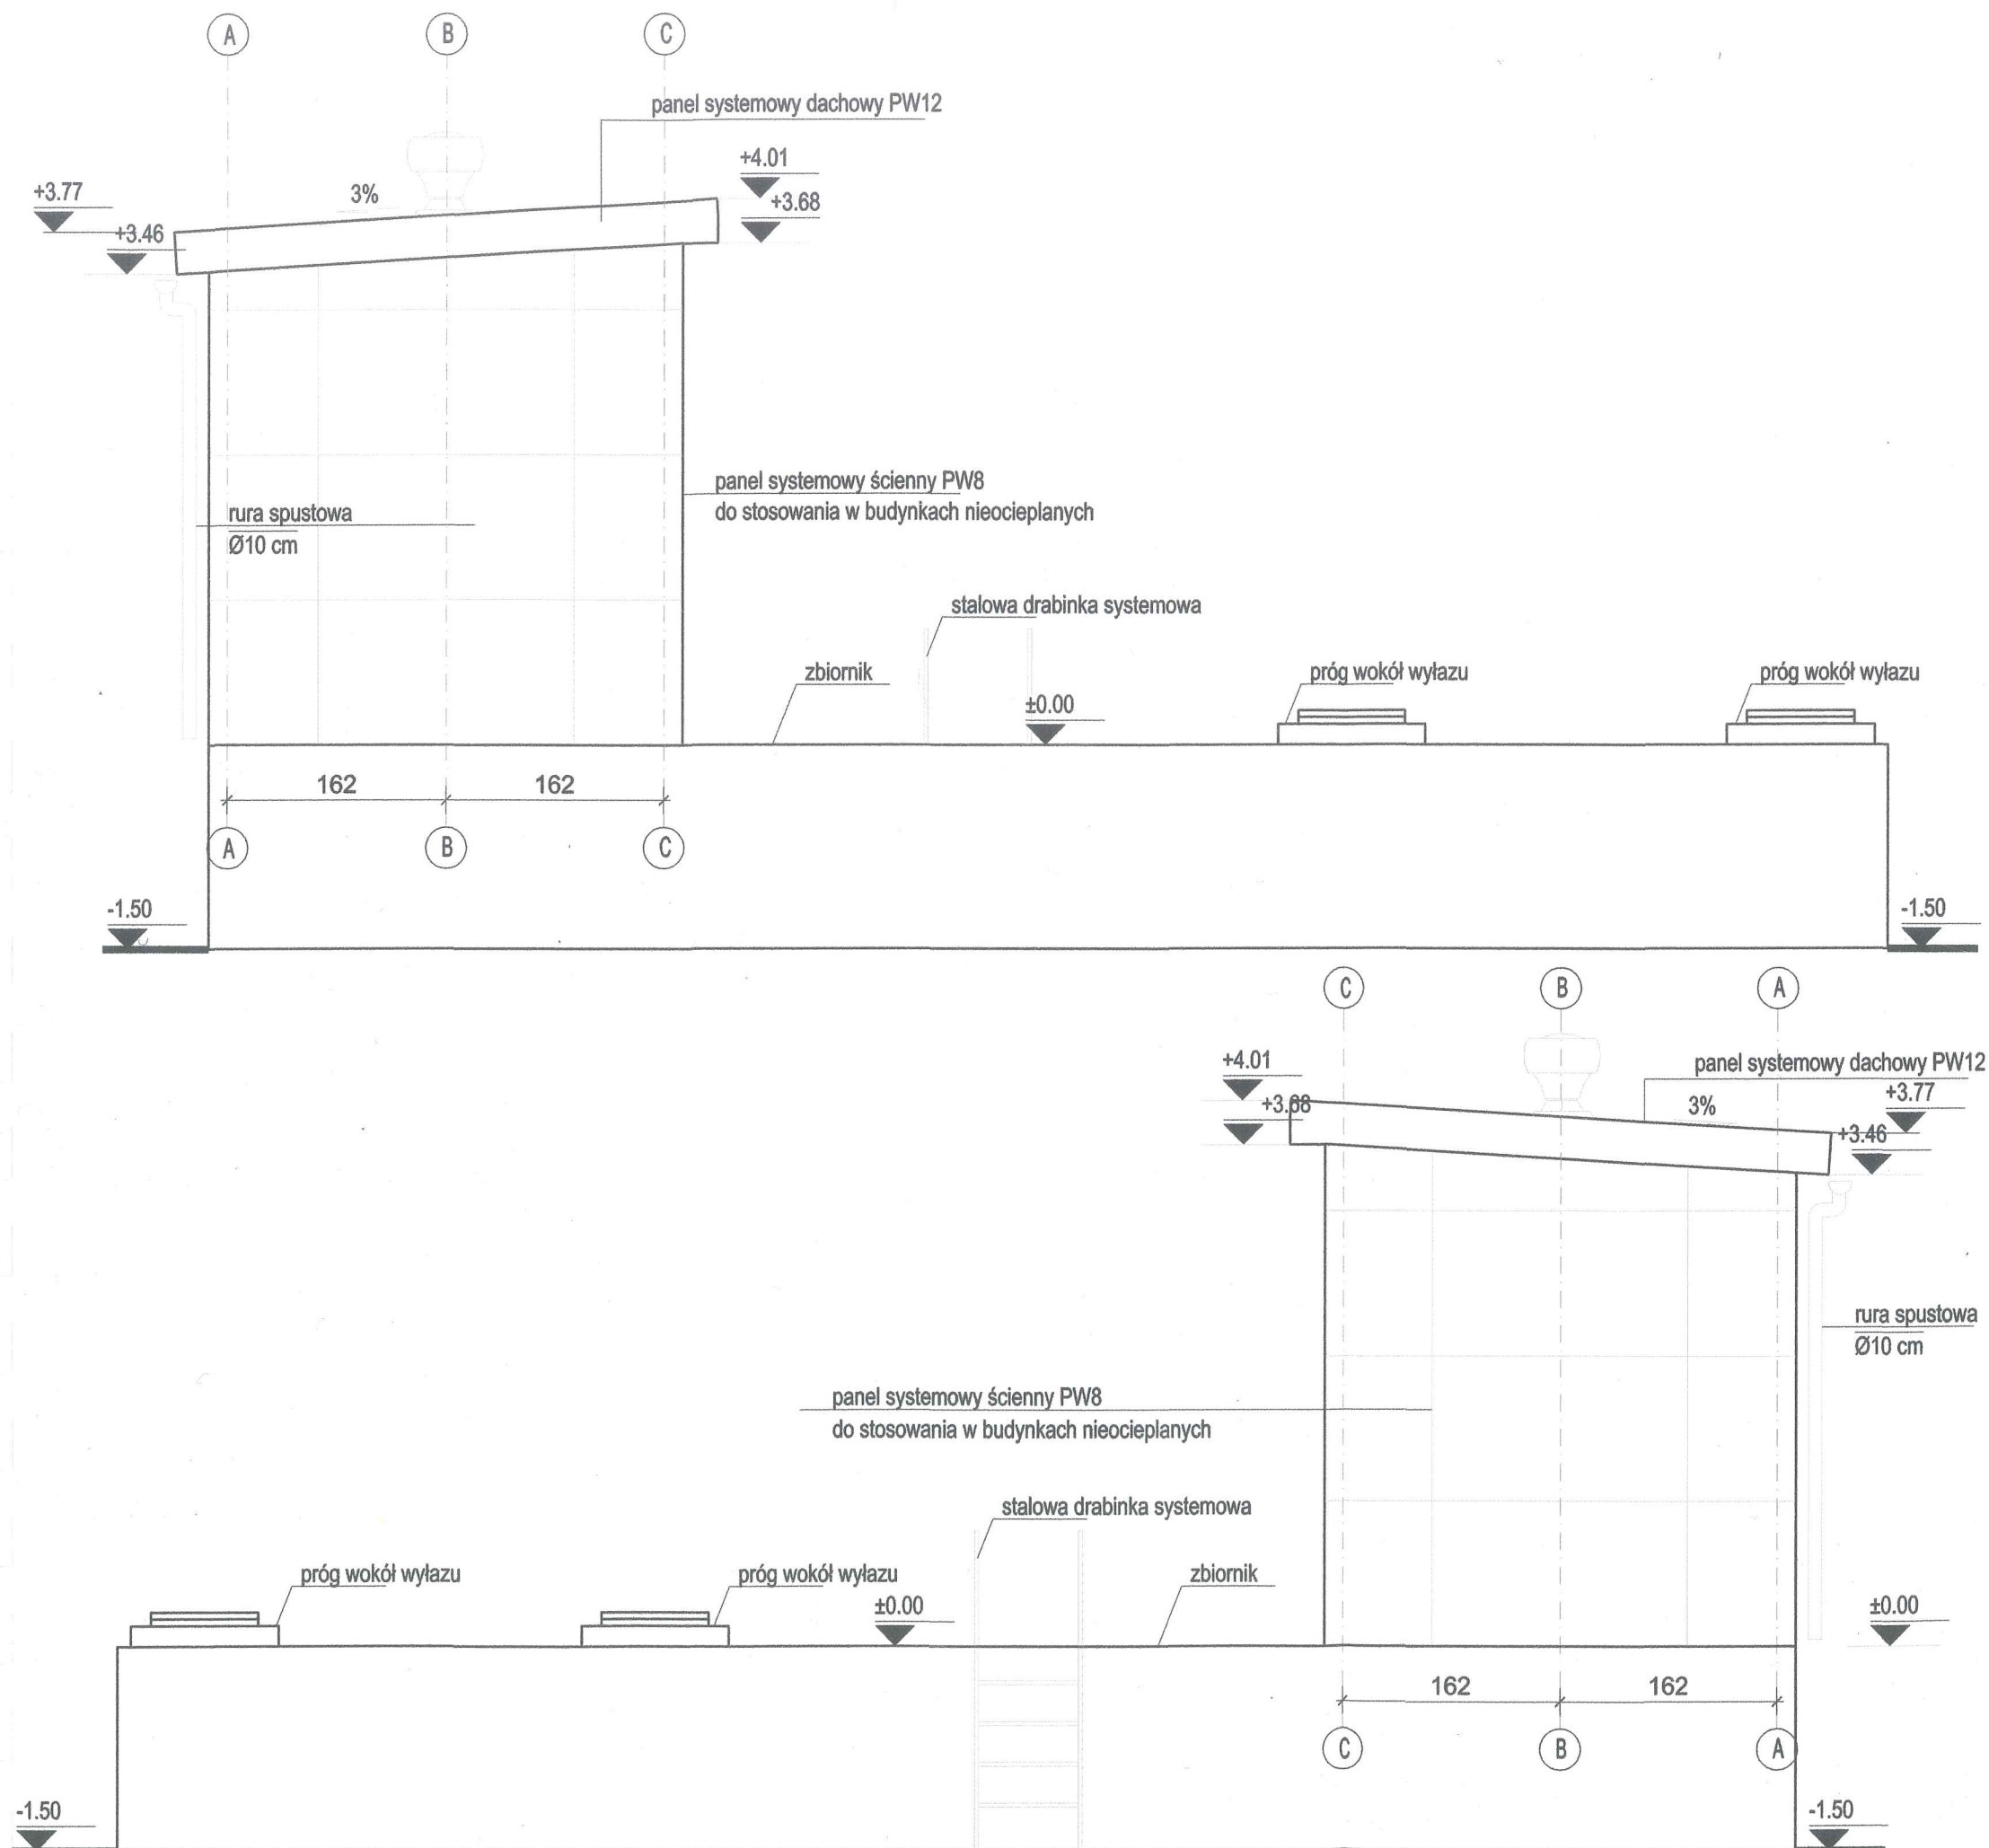 A B C
panel systemowy dachowy PW12
+4.01
+3.77
3%
+3.68
+3.46
panel systemowy ścienny PW8
do stosowania w budynkach nieocieplanych
rura spustowa
Ø10 cm
stalowa drabinka systemowa
zbiornik
próg wokół wyłazu
próg wokół wyłazu
±0.00
162 162
A B C
-1.50
-1.50
C B A
+4.01
panel systemowy dachowy PW12
+3.77
+3.68
3%
+3.46
rura spustowa
Ø10 cm
panel systemowy ścienny PW8
do stosowania w budynkach nieocieplanych
stalowa drabinka systemowa
próg wokół wyłazu
próg wokół wyłazu
zbiornik
±0.00
±0.00
162 162
C B A
-1.50
-1.50